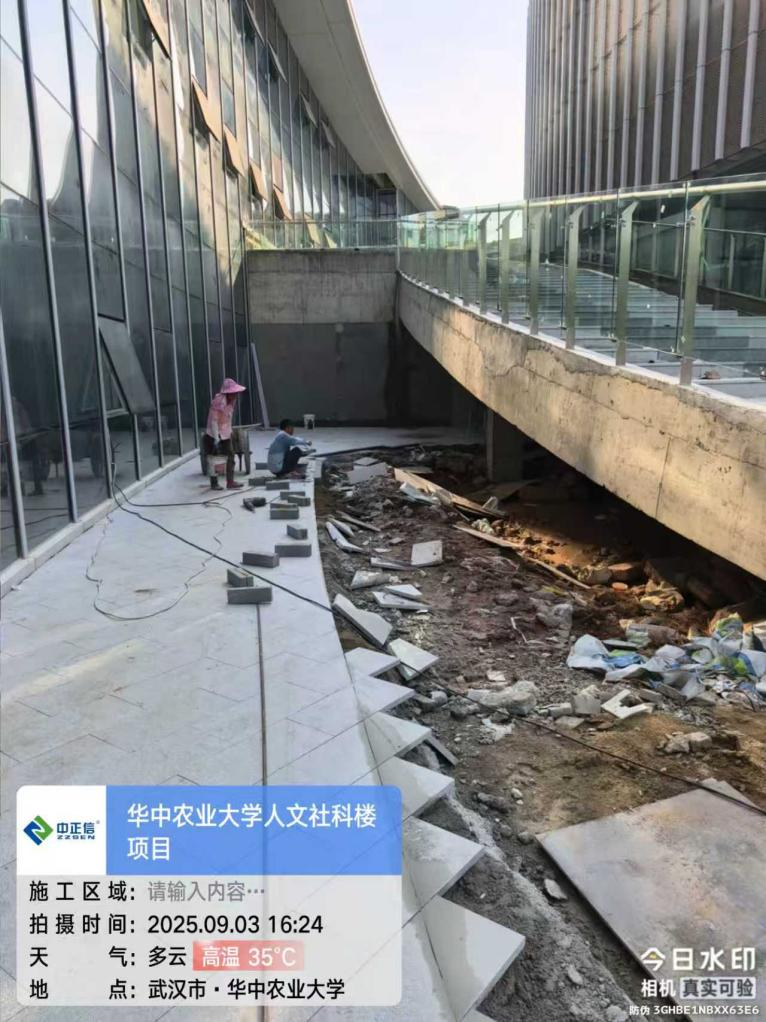 中正信®
ZZSEN
华中农业大学人文社科楼
项目
施工区域：请输入内容…
拍摄时间：2025.09.03 16:24
天气：多云 高温 35°C
地点：武汉市·华中农业大学
今日水印
相机 真实可验
防伪 3GHBE1NBXX63E6